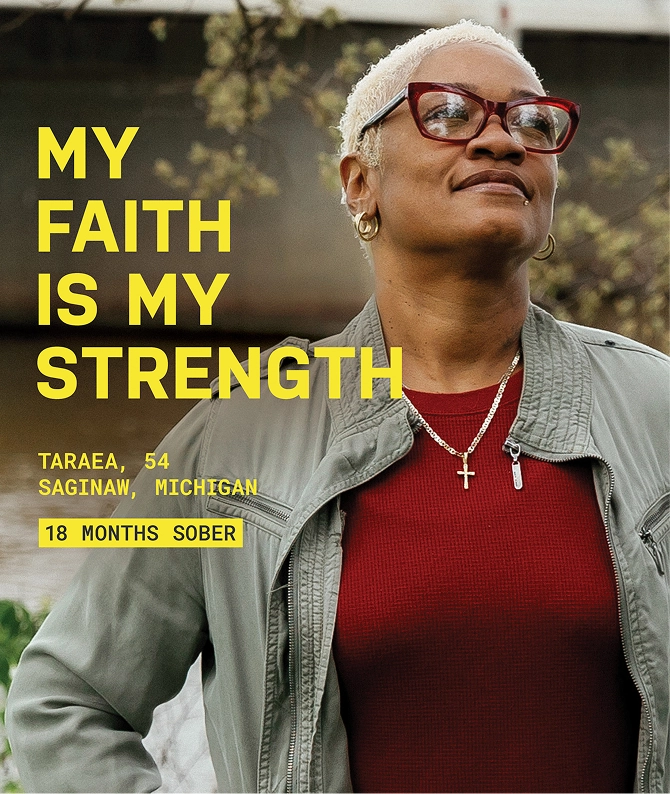 MY
FAITH
IS MY
STRENGTH
TARAEA, 54
SAGINAW, MICHIGAN
18 MONTHS SOBER